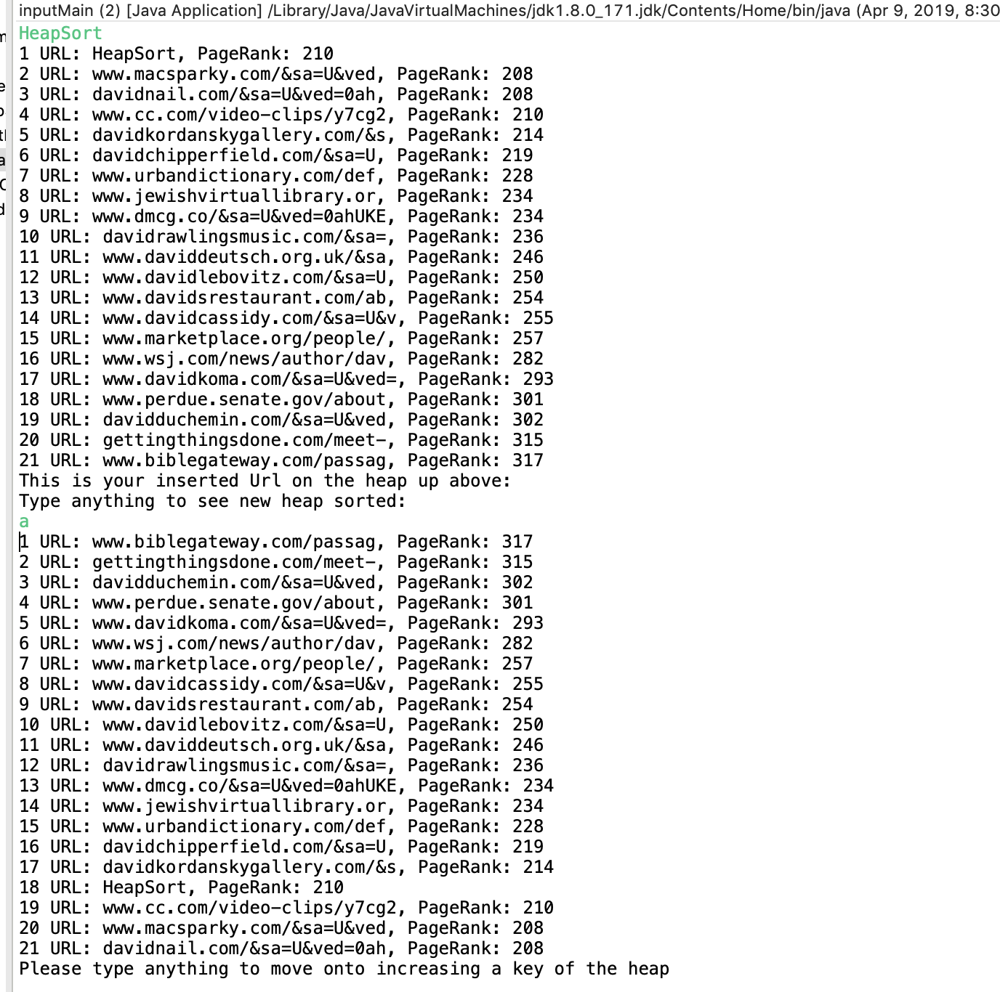 inputMain (2) [Java Application] /Library/Java/JavaVirtualMachines/jdk1.8.0_171.jdk/Contents/Home/bin/java (Apr 9, 2019, 8:30
HeapSort
1 URL: HeapSort, PageRank: 210
2 URL: www.macsparky.com/&sa=U&ved, PageRank: 208
3 URL: davidnail.com/&sa=U&ved=0ah, PageRank: 208
4 URL: www.cc.com/video-clips/y7cg2, PageRank: 210
5 URL: davidkordanskygallery.com/&s, PageRank: 214
6 URL: davidchipperfield.com/&sa=U, PageRank: 219
7 URL: www.urbandictionary.com/def, PageRank: 228
8 URL: www.jewishvirtuallibrary.or, PageRank: 234
9 URL: www.dmcg.co/&sa=U&ved=0ahUKE, PageRank: 234
10 URL: davidrawlingsmusic.com/&sa=, PageRank: 236
11 URL: www.daviddeutsch.org.uk/&sa, PageRank: 246
12 URL: www.davidlebovitz.com/&sa=U, PageRank: 250
13 URL: www.davidsrestaurant.com/ab, PageRank: 254
14 URL: www.davidcassidy.com/&sa=U&v, PageRank: 255
15 URL: www.marketplace.org/people/, PageRank: 257
16 URL: www.wsj.com/news/author/dav, PageRank: 282
17 URL: www.davidkoma.com/&sa=U&ved=, PageRank: 293
18 URL: www.perdue.senate.gov/about, PageRank: 301
19 URL: davidduchemin.com/&sa=U&ved, PageRank: 302
20 URL: gettingthingsdone.com/meet-, PageRank: 315
21 URL: www.biblegateway.com/passag, PageRank: 317
This is your inserted Url on the heap up above:
Type anything to see new heap sorted:
a
1 URL: www.biblegateway.com/passag, PageRank: 317
2 URL: gettingthingsdone.com/meet-, PageRank: 315
3 URL: davidduchemin.com/&sa=U&ved, PageRank: 302
4 URL: www.perdue.senate.gov/about, PageRank: 301
5 URL: www.davidkoma.com/&sa=U&ved=, PageRank: 293
6 URL: www.wsj.com/news/author/dav, PageRank: 282
7 URL: www.marketplace.org/people/, PageRank: 257
8 URL: www.davidcassidy.com/&sa=U&v, PageRank: 255
9 URL: www.davidsrestaurant.com/ab, PageRank: 254
10 URL: www.davidlebovitz.com/&sa=U, PageRank: 250
11 URL: www.daviddeutsch.org.uk/&sa, PageRank: 246
12 URL: davidrawlingsmusic.com/&sa=, PageRank: 236
13 URL: www.dmcg.co/&sa=U&ved=0ahUKE, PageRank: 234
14 URL: www.jewishvirtuallibrary.or, PageRank: 234
15 URL: www.urbandictionary.com/def, PageRank: 228
16 URL: davidchipperfield.com/&sa=U, PageRank: 219
17 URL: davidkordanskygallery.com/&s, PageRank: 214
18 URL: HeapSort, PageRank: 210
19 URL: www.cc.com/video-clips/y7cg2, PageRank: 210
20 URL: www.macsparky.com/&sa=U&ved, PageRank: 208
21 URL: davidnail.com/&sa=U&ved=0ah, PageRank: 208
Please type anything to move onto increasing a key of the heap